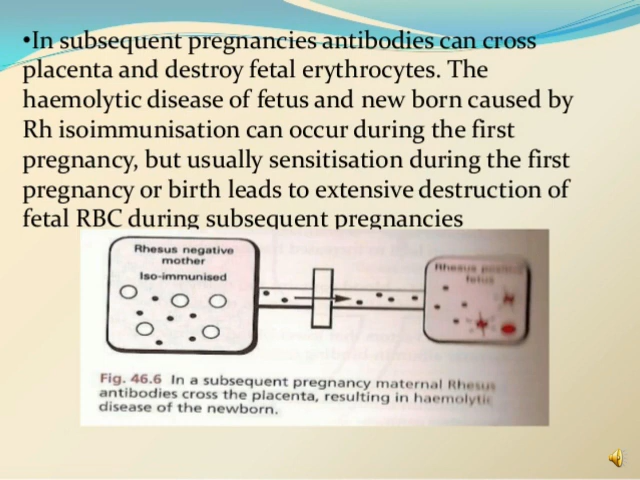 •In subsequent pregnancies antibodies can cross
placenta and destroy fetal erythrocytes. The
haemolytic disease of fetus and new born caused by
Rh isoimmunisation can occur during the first
pregnancy, but usually sensitisation during the first
pregnancy or birth leads to extensive destruction of
fetal RBC during subsequent pregnancies
Rhesus negative
mother
Iso-immunised
Rhesus positive
fetus
Fig. 46.6 In a subsequent pregnancy maternal Rhesus
antibodies cross the placenta, resulting in haemolytic
disease of the newborn.